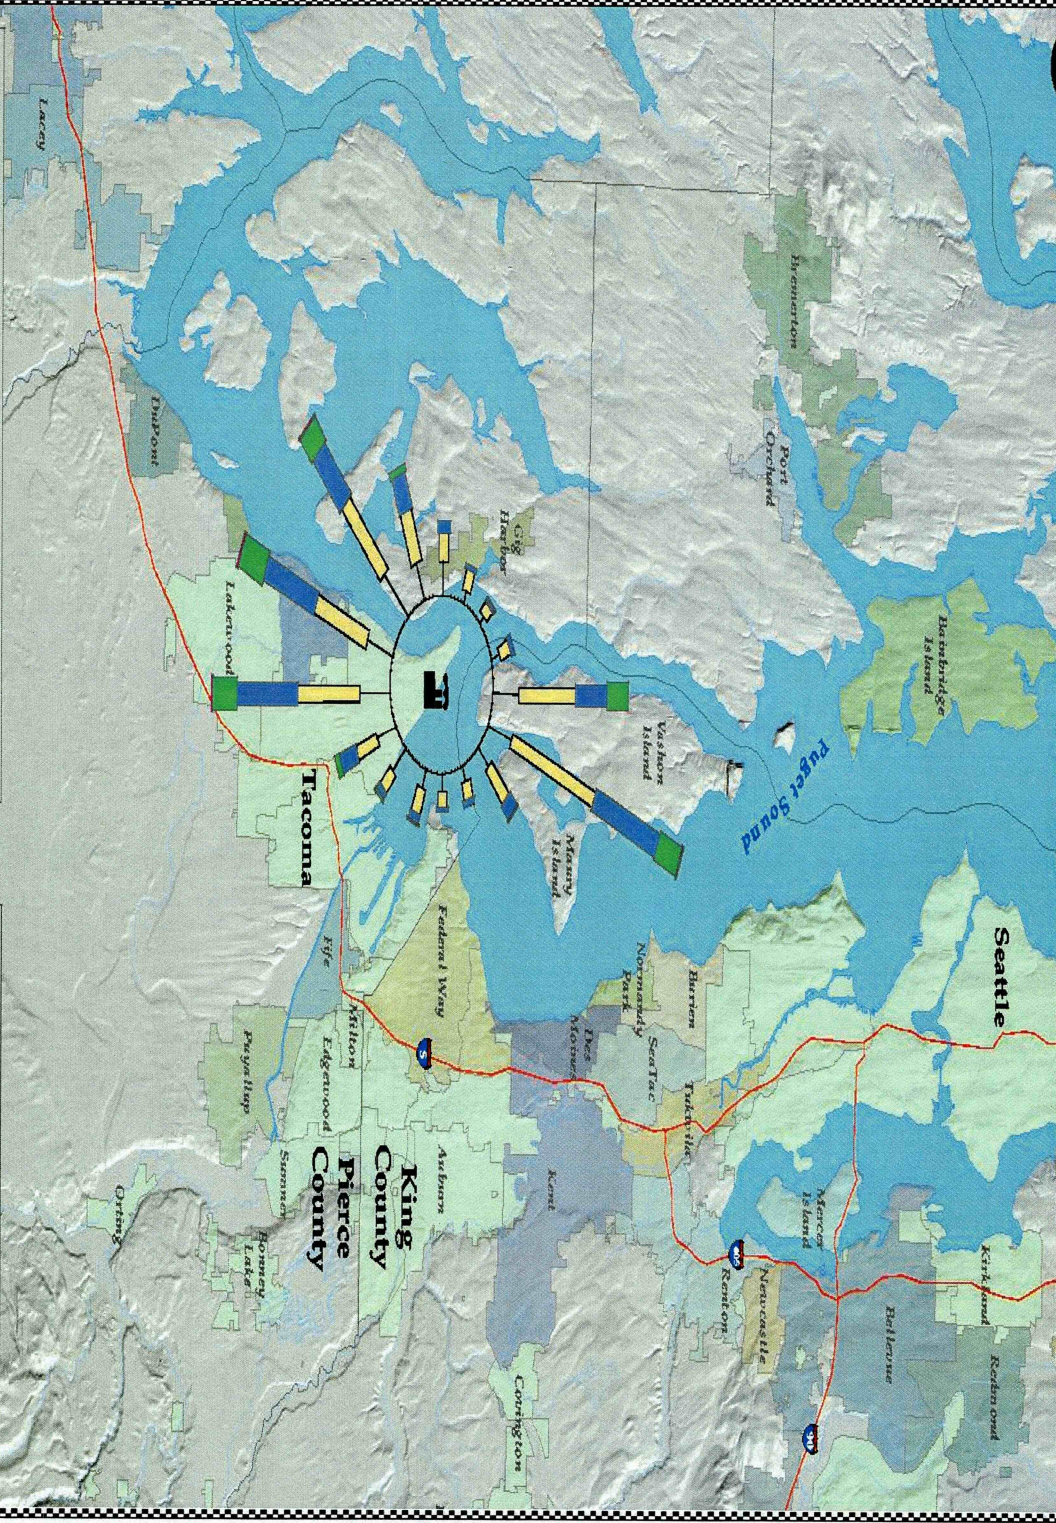 Lacey
DuPont
Lakewood
Tacoma
Fife
Puyallup
Milton
Edgewood
Sumner
Orting
Bonney
Lake
King
County
Pierce
County
Auburn
Federal Way
5
Gig
Harbor
Bremerton
Port
Orchard
Bainbridge
Island
Puget Sound
Vashon
Island
Maury
Island
Seattle
Burien
Normandy
Park
SeaTac
Des
Moines
Tukwila
Kent
Covington
Renton
Newcastle
Mercer
Island
Bellevue
Kirkland
Redmond
405
90